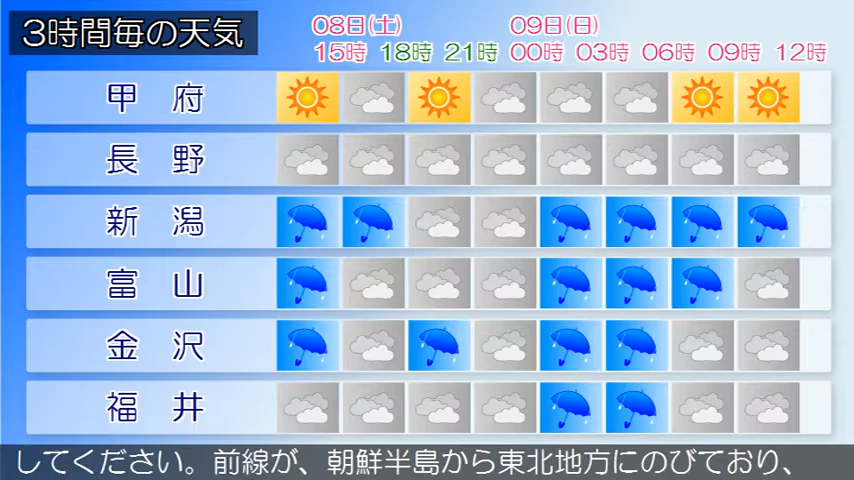 3時間毎の天気
08日(土) 09日(日)
15時 18時 21時 00時 03時 06時 09時 12時
甲府
長野
新潟
富山
金沢
福井
してください。前線が、朝鮮半島から東北地方にのびており、